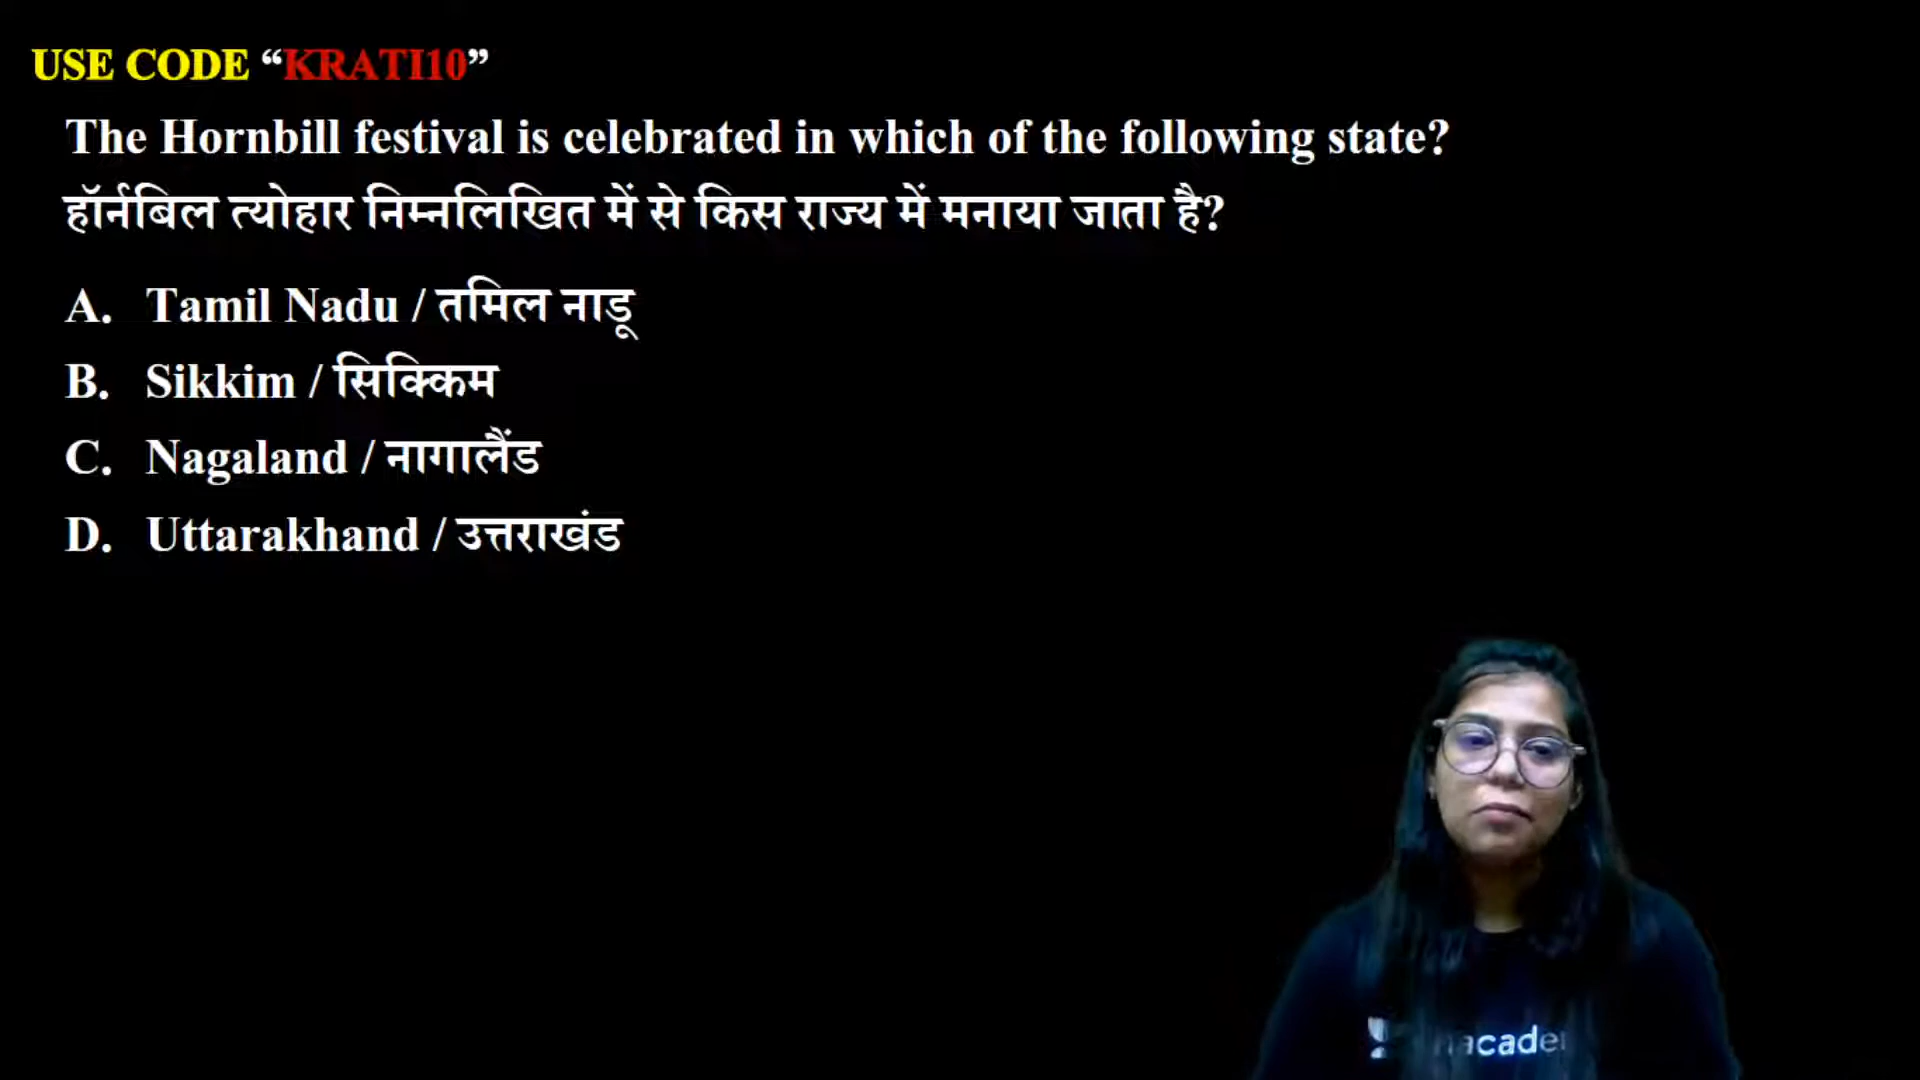 USE CODE “KRATI10”
The Hornbill festival is celebrated in which of the following state?
हॉर्नबिल त्योहार निम्नलिखित में से किस राज्य में मनाया जाता है?
A. Tamil Nadu / तमिल नाडू
B. Sikkim / सिक्किम
C. Nagaland / नागालैंड
D. Uttarakhand / उत्तराखंड